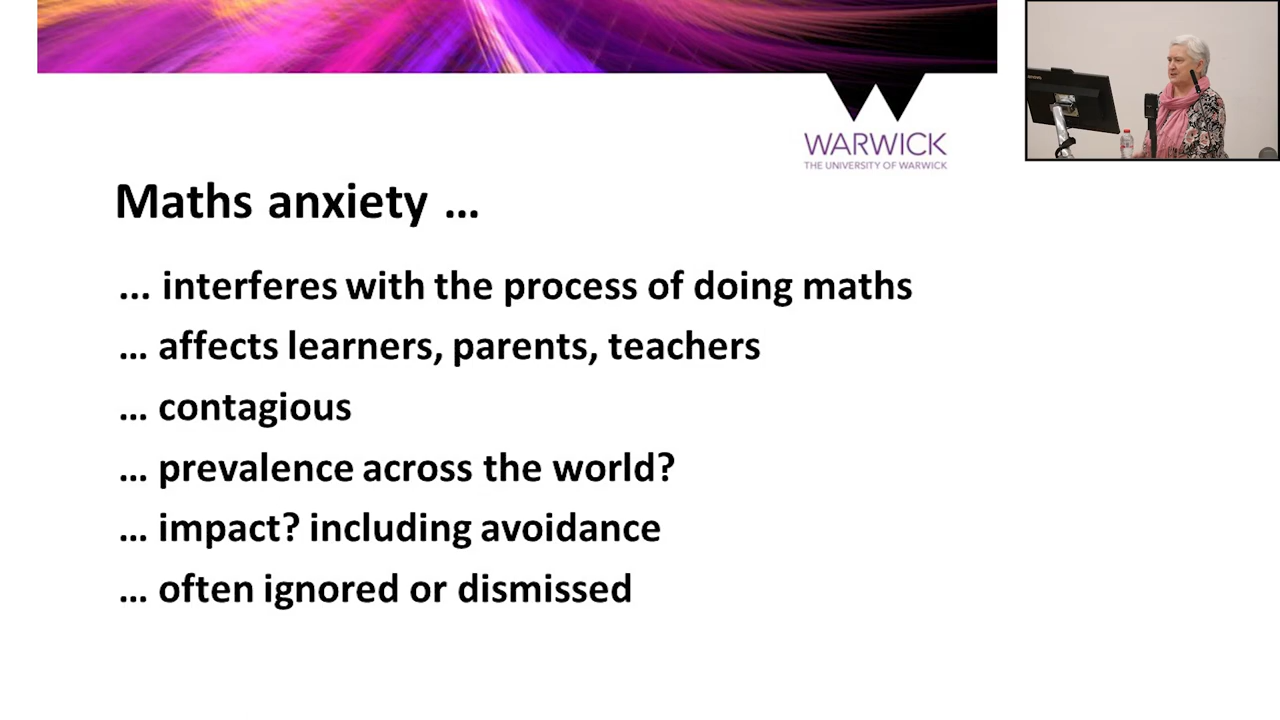 WARWICK
THE UNIVERSITY OF WARWICK
Maths anxiety ...
... interferes with the process of doing maths
... affects learners, parents, teachers
... contagious
... prevalence across the world?
... impact? including avoidance
... often ignored or dismissed